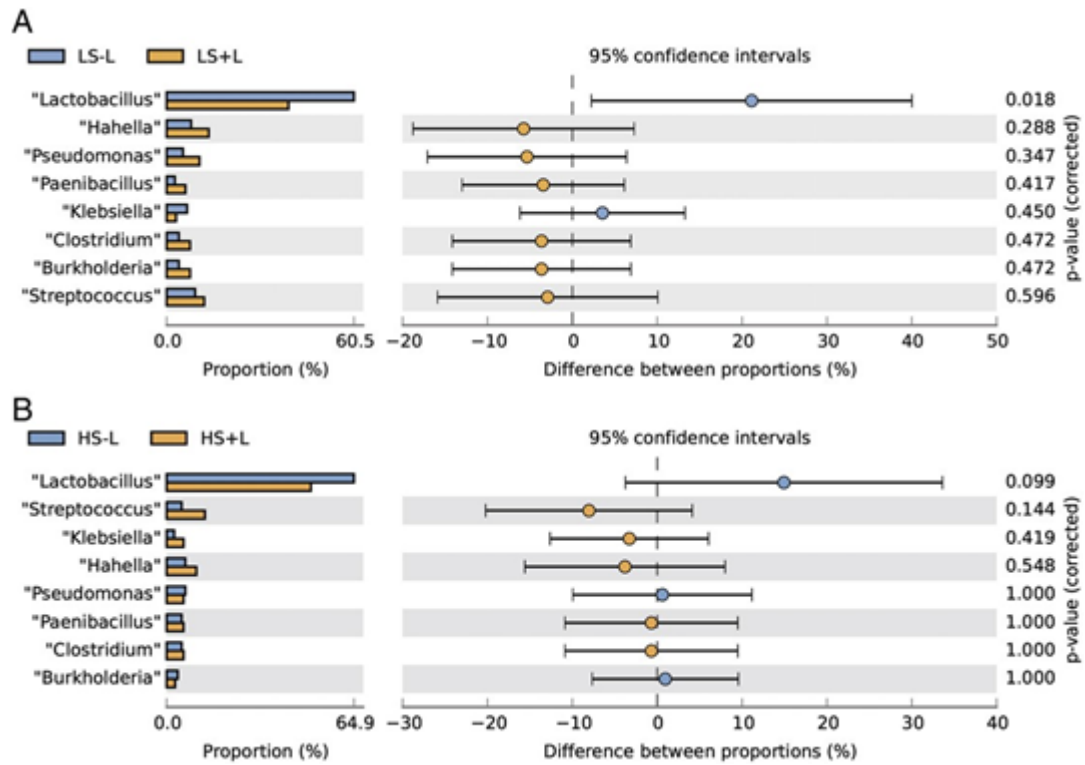 A
LS-L LS+L 95% confidence intervals
"Lactobacillus" 0.018
"Hahella" 0.288
"Pseudomonas" 0.347
"Paenibacillus" 0.417
"Klebsiella" 0.450
"Clostridium" 0.472
"Burkholderia" 0.472
"Streptococcus" 0.596
p-value (corrected)
0.0 60.5 −20 −10 0 10 20 30 40 50
Proportion (%) Difference between proportions (%)
B
HS-L HS+L 95% confidence intervals
"Lactobacillus" 0.099
"Streptococcus" 0.144
"Klebsiella" 0.419
"Hahella" 0.548
"Pseudomonas" 1.000
"Paenibacillus" 1.000
"Clostridium" 1.000
"Burkholderia" 1.000
p-value (corrected)
0.0 64.9 −30 −20 −10 0 10 20 30 40
Proportion (%) Difference between proportions (%)